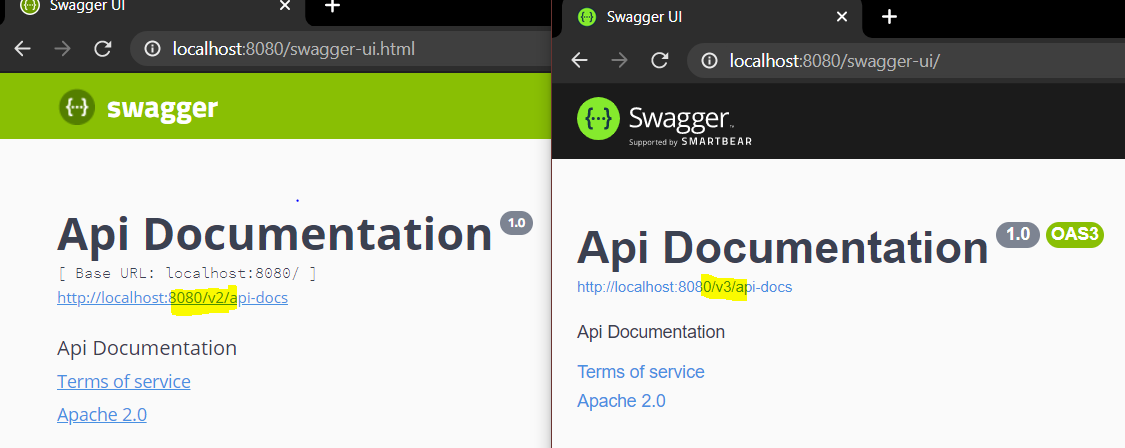 Swagger UI
localhost:8080/swagger-ui.html
{··} swagger
Api Documentation 1.0
[ Base URL: localhost:8080/ ]
http://localhost:8080/v2/api-docs
Api Documentation
Terms of service
Apache 2.0
Swagger UI
localhost:8080/swagger-ui/
{···} Swagger™
Supported by SMARTBEAR
Api Documentation 1.0 OAS3
http://localhost:8080/v3/api-docs
Api Documentation
Terms of service
Apache 2.0